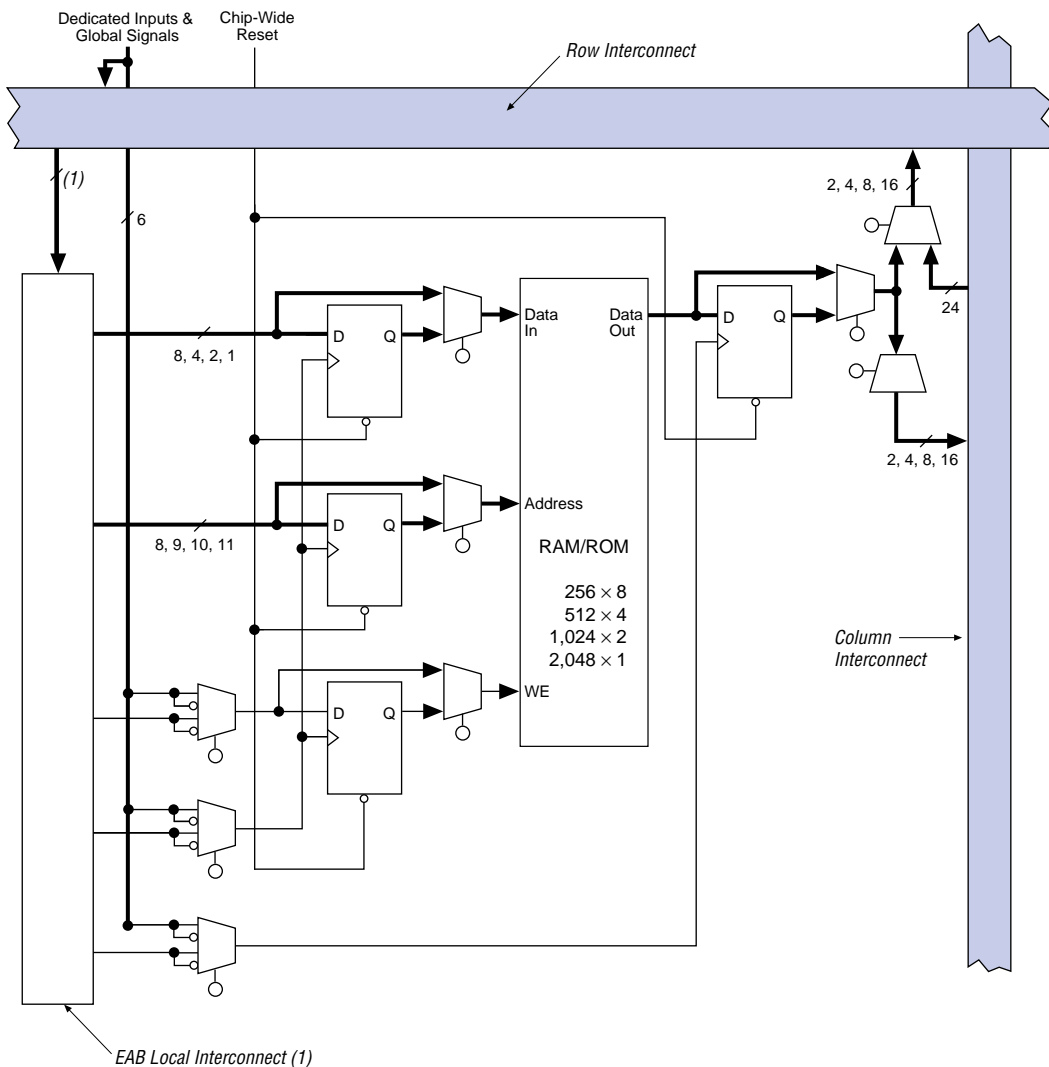 Dedicated Inputs &
Global Signals
Chip-Wide
Reset
Row Interconnect
(1)
6
2, 4, 8, 16
24
D
Q
Data
In
Data
Out
D
Q
8, 4, 2, 1
2, 4, 8, 16
D
Q
Address
8, 9, 10, 11
RAM/ROM
256 × 8
512 × 4
1,024 × 2
2,048 × 1
Column
Interconnect
D
Q
WE
EAB Local Interconnect (1)